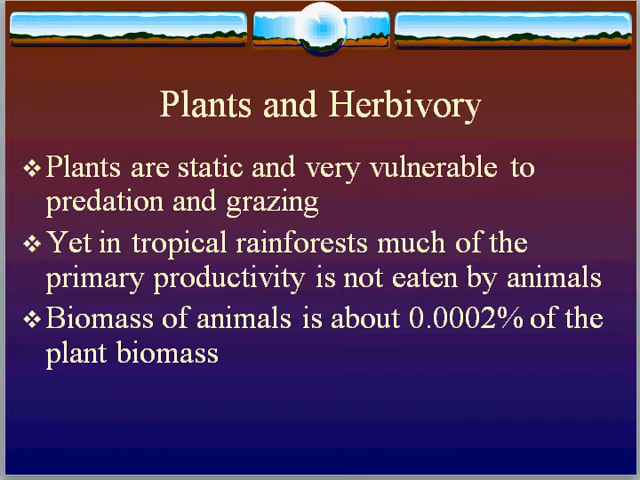 Plants and Herbivory
❖Plants are static and very vulnerable to
predation and grazing
❖Yet in tropical rainforests much of the
primary productivity is not eaten by animals
❖Biomass of animals is about 0.0002% of the
plant biomass